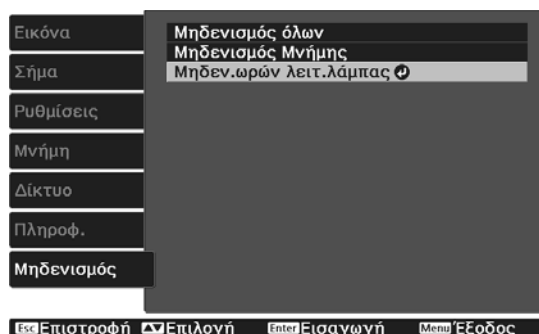 Εικόνα
Σήμα
Ρυθμίσεις
Μνήμη
Δίκτυο
Πληροφ.
Μηδενισμός
Μηδενισμός όλων
Μηδενισμός Μνήμης
Μηδεν.ωρών λειτ.λάμπας
Esc Επιστροφή Επιλογή Enter Εισαγωγή Menu Έξοδος